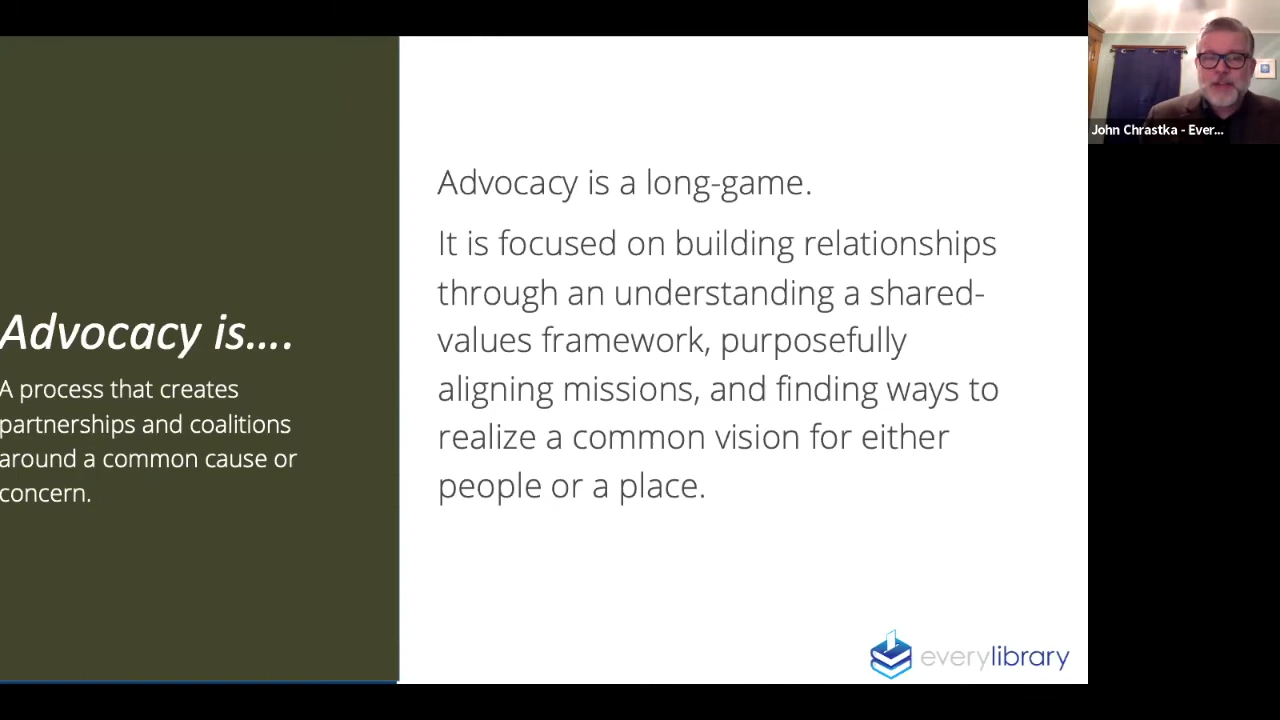 Advocacy is....
A process that creates
partnerships and coalitions
around a common cause or
concern.
Advocacy is a long-game.
It is focused on building relationships
through an understanding a shared-
values framework, purposefully
aligning missions, and finding ways to
realize a common vision for either
people or a place.
everylibrary
John Chrastka - Ever...